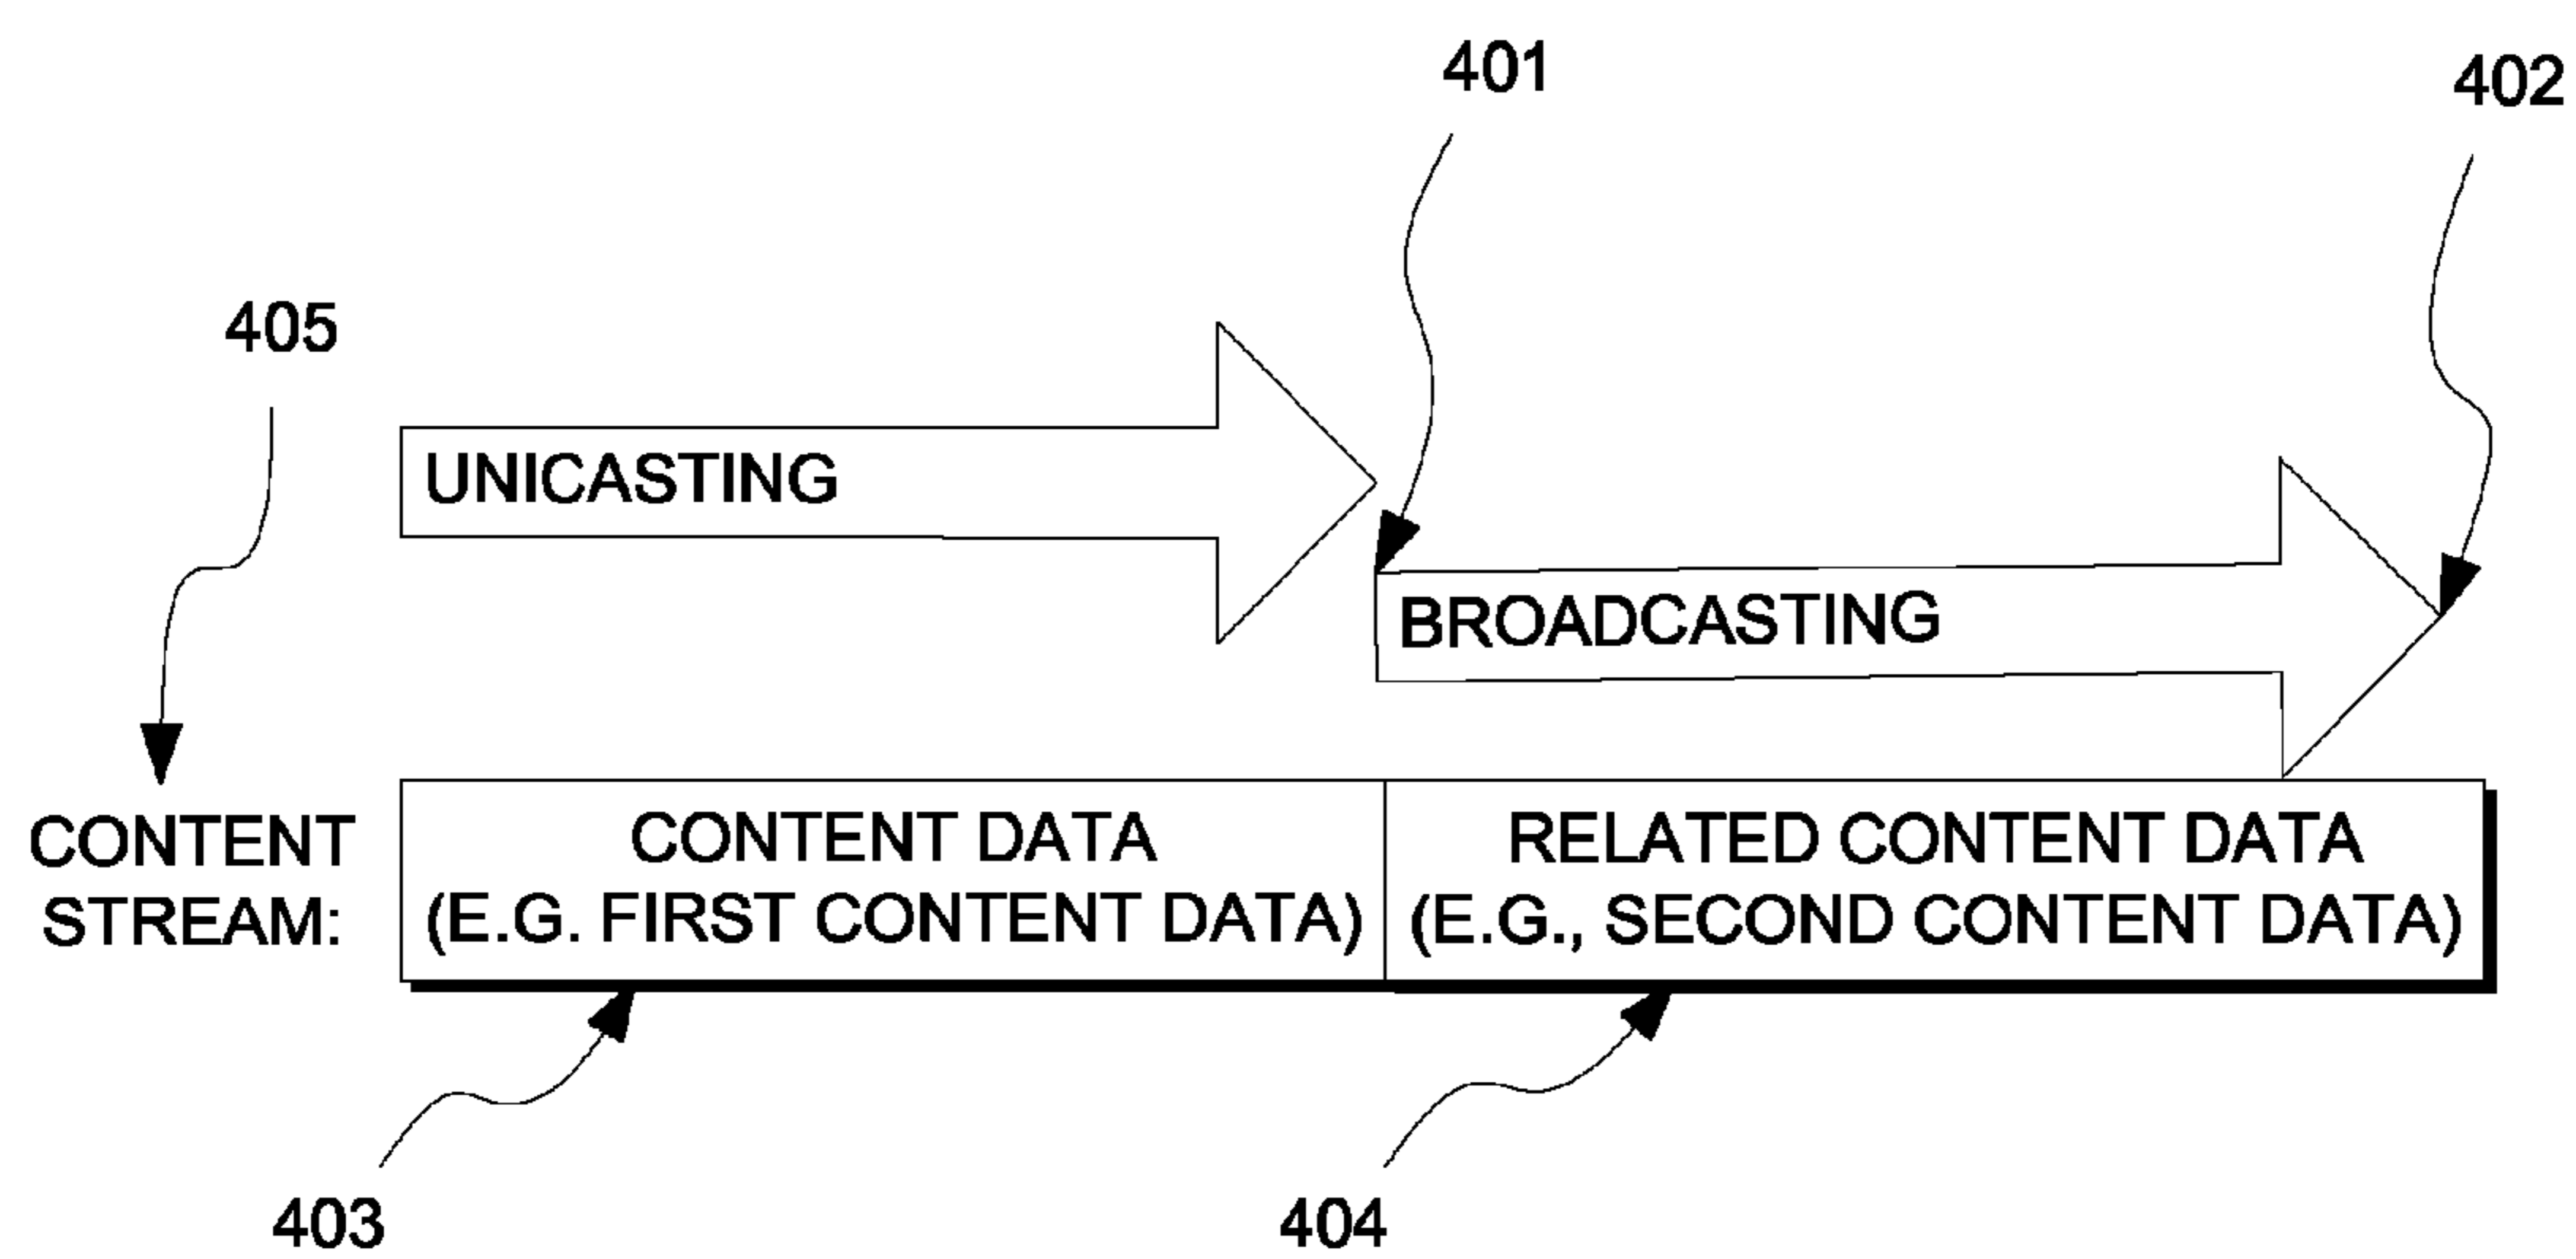 401
402
405
UNICASTING
BROADCASTING
CONTENT
STREAM:
CONTENT DATA
(E.G. FIRST CONTENT DATA)
RELATED CONTENT DATA
(E.G., SECOND CONTENT DATA)
403
404